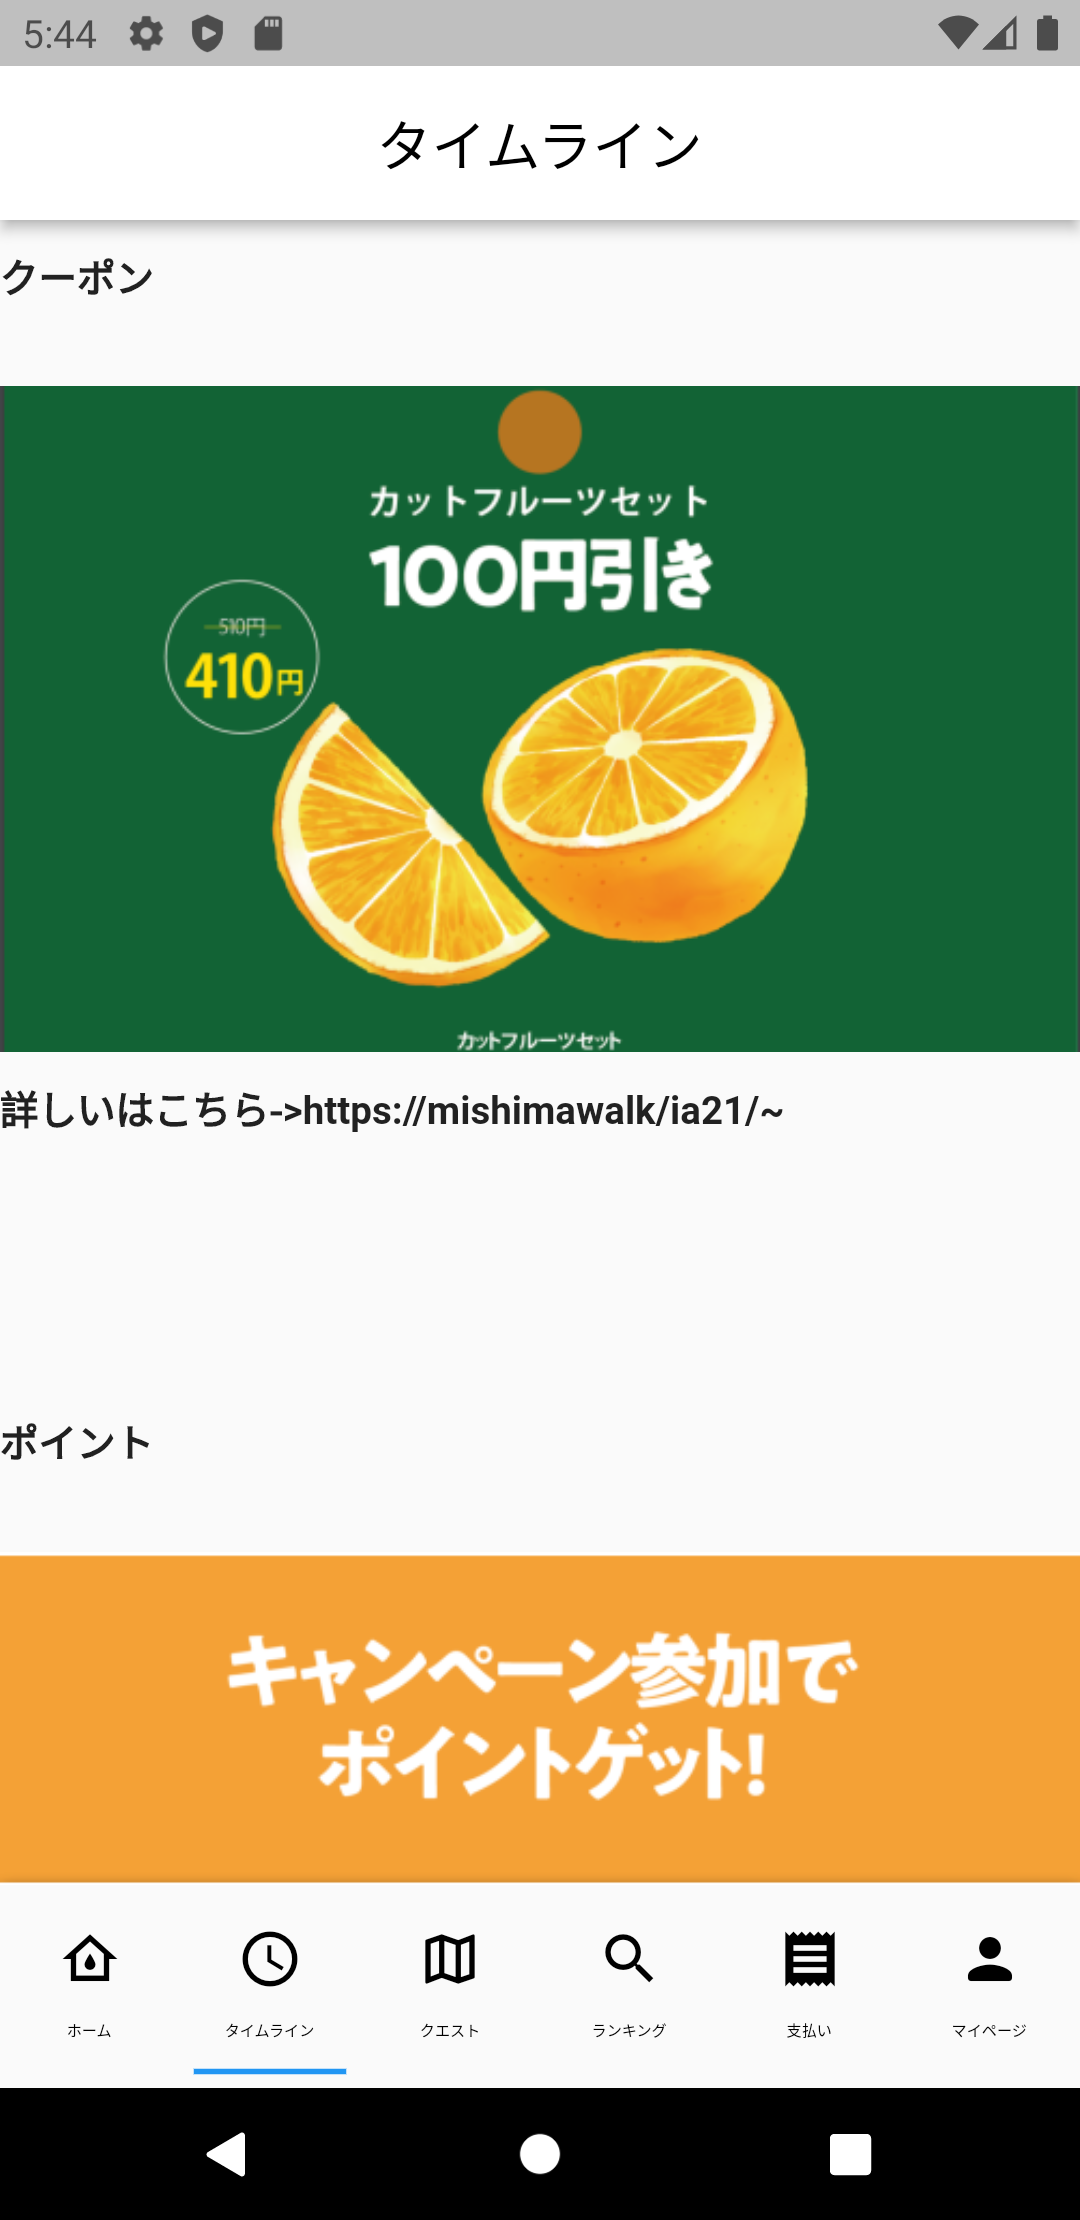 5:44
タイムライン
クーポン
カットフルーツセット
100円引き
510円
410円
カットフルーツセット
詳しいはこちら->https://mishimawalk/ia21/~
ポイント
キャンペーン参加で
ポイントゲット!
ホーム
タイムライン
クエスト
ランキング
支払い
マイページ